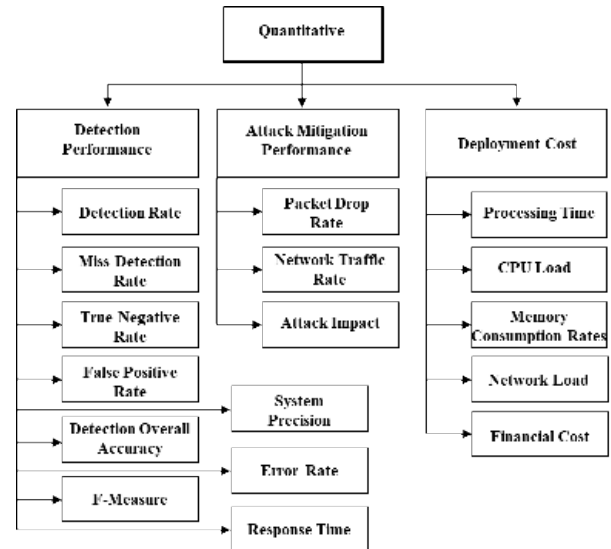 Quantitative
Detection
Performance
Attack Mitigation
Performance
Deployment Cost
Detection Rate
Miss Detection
Rate
True Negative
Rate
False Positive
Rate
Detection Overall
Accuracy
F-Measure
System
Precision
Error Rate
Response Time
Packet Drop
Rate
Network Traffic
Rate
Attack Impact
Processing Time
CPU Load
Memory
Consumption Rates
Network Load
Financial Cost